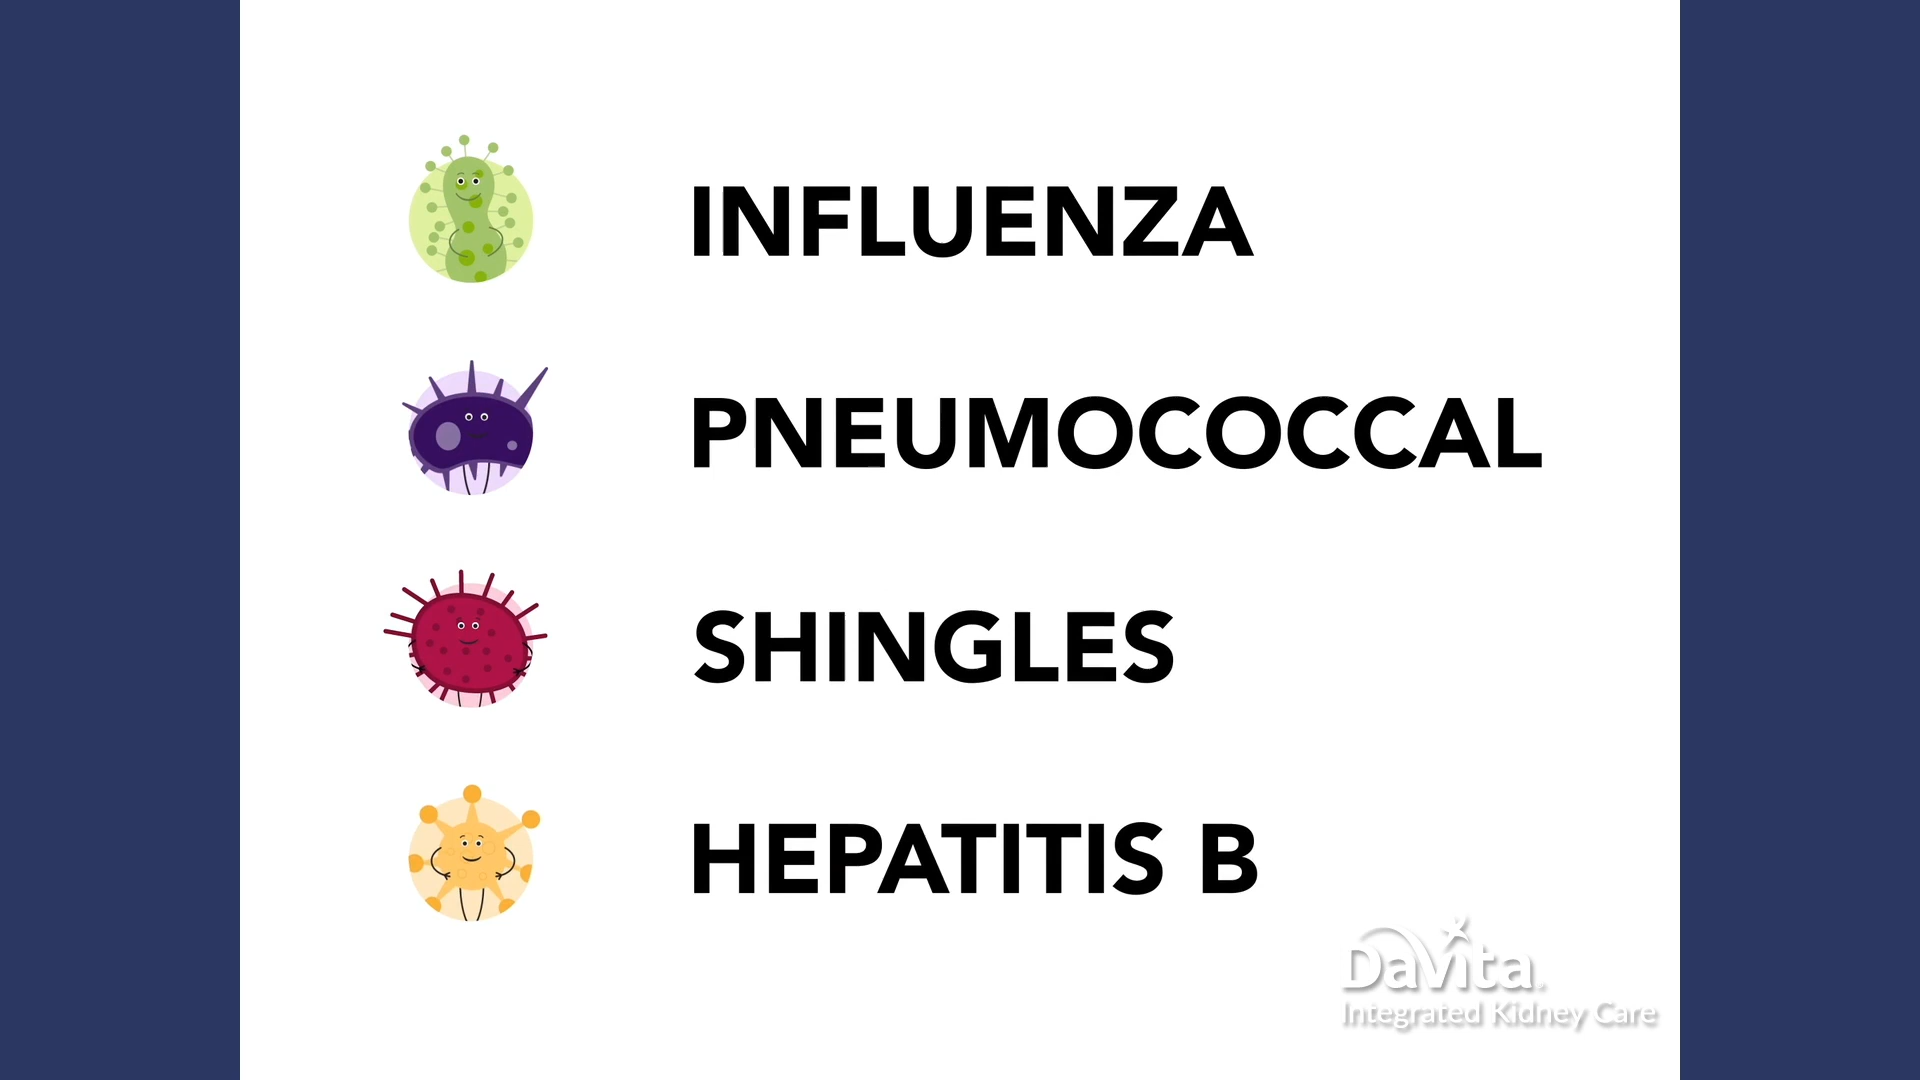 INFLUENZA
PNEUMOCOCCAL
SHINGLES
HEPATITIS B
DaVita.
Integrated Kidney Care